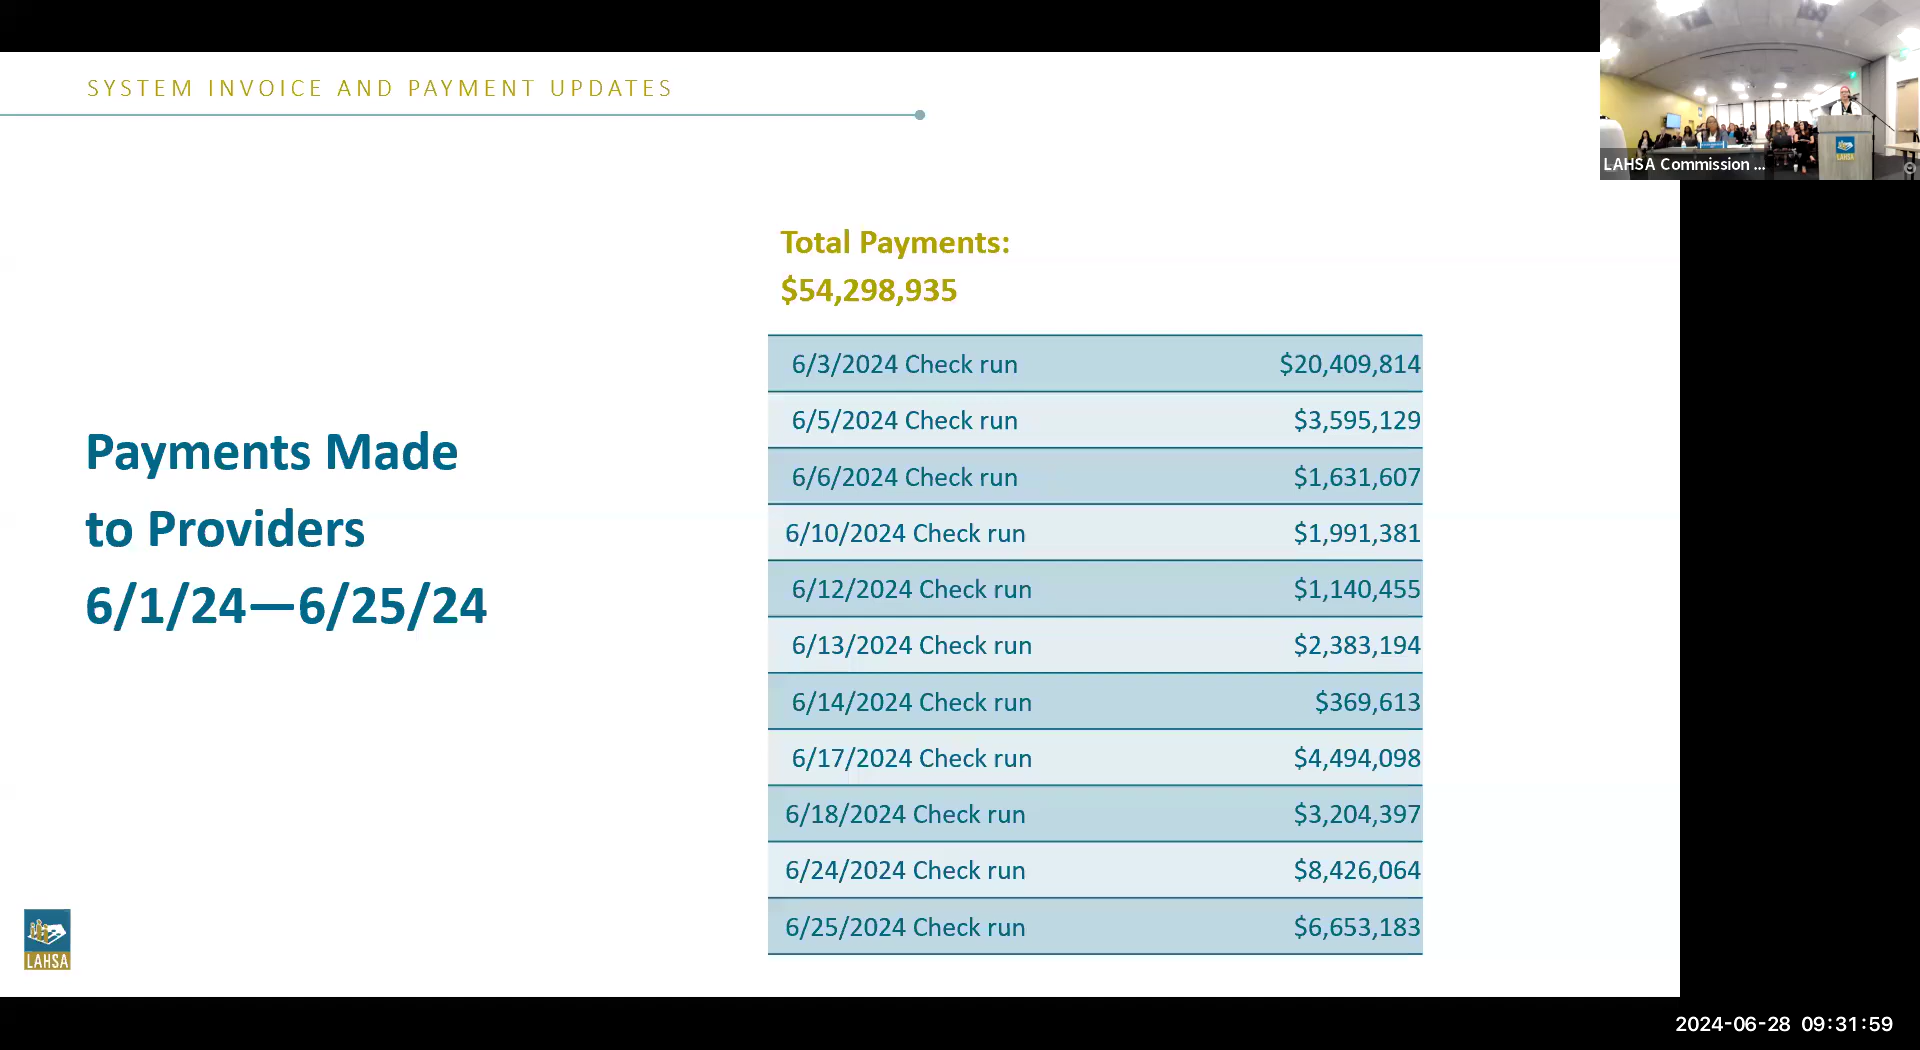 SYSTEM INVOICE AND PAYMENT UPDATES
LAHSA
LAHSA Commission ...
Total Payments:
$54,298,935
Payments Made
to Providers
6/1/24—6/25/24
6/3/2024 Check run $20,409,814
6/5/2024 Check run $3,595,129
6/6/2024 Check run $1,631,607
6/10/2024 Check run $1,991,381
6/12/2024 Check run $1,140,455
6/13/2024 Check run $2,383,194
6/14/2024 Check run $369,613
6/17/2024 Check run $4,494,098
6/18/2024 Check run $3,204,397
6/24/2024 Check run $8,426,064
6/25/2024 Check run $6,653,183
LAHSA
2024-06-28 09:31:59